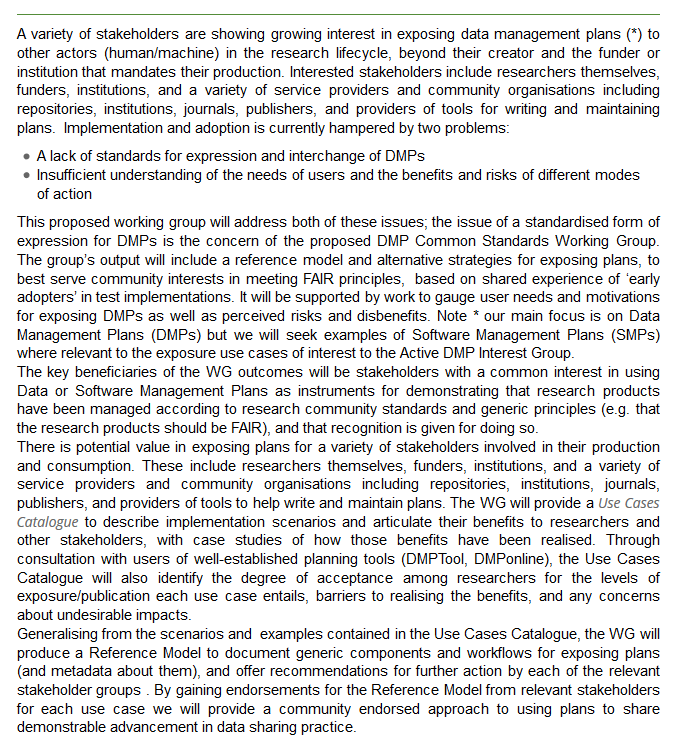 A variety of stakeholders are showing growing interest in exposing data management plans (*) to
other actors (human/machine) in the research lifecycle, beyond their creator and the funder or
institution that mandates their production. Interested stakeholders include researchers themselves,
funders, institutions, and a variety of service providers and community organisations including
repositories, institutions, journals, publishers, and providers of tools for writing and maintaining
plans.  Implementation and adoption is currently hampered by two problems:
● A lack of standards for expression and interchange of DMPs
● Insufficient understanding of the needs of users and the benefits and risks of different modes
of action
This proposed working group will address both of these issues; the issue of a standardised form of
expression for DMPs is the concern of the proposed DMP Common Standards Working Group.
The group's output will include a reference model and alternative strategies for exposing plans, to
best serve community interests in meeting FAIR principles,  based on shared experience of ‘early
adopters’ in test implementations. It will be supported by work to gauge user needs and motivations
for exposing DMPs as well as perceived risks and disbenefits. Note * our main focus is on Data
Management Plans (DMPs) but we will seek examples of Software Management Plans (SMPs)
where relevant to the exposure use cases of interest to the Active DMP Interest Group.
The key beneficiaries of the WG outcomes will be stakeholders with a common interest in using
Data or Software Management Plans as instruments for demonstrating that research products
have been managed according to research community standards and generic principles (e.g. that
the research products should be FAIR), and that recognition is given for doing so.
There is potential value in exposing plans for a variety of stakeholders involved in their production
and consumption. These include researchers themselves, funders, institutions, and a variety of
service providers and community organisations including repositories, institutions, journals,
publishers, and providers of tools to help write and maintain plans. The WG will provide a Use Cases
Catalogue to describe implementation scenarios and articulate their benefits to researchers and
other stakeholders, with case studies of how those benefits have been realised. Through
consultation with users of well-established planning tools (DMPTool, DMPonline), the Use Cases
Catalogue will also identify the degree of acceptance among researchers for the levels of
exposure/publication each use case entails, barriers to realising the benefits, and any concerns
about undesirable impacts.
Generalising from the scenarios and  examples contained in the Use Cases Catalogue, the WG will
produce a Reference Model to document generic components and workflows for exposing plans
(and metadata about them), and offer recommendations for further action by each of the relevant
stakeholder groups . By gaining endorsements for the Reference Model from relevant stakeholders
for each use case we will provide a community endorsed approach to using plans to share
demonstrable advancement in data sharing practice.